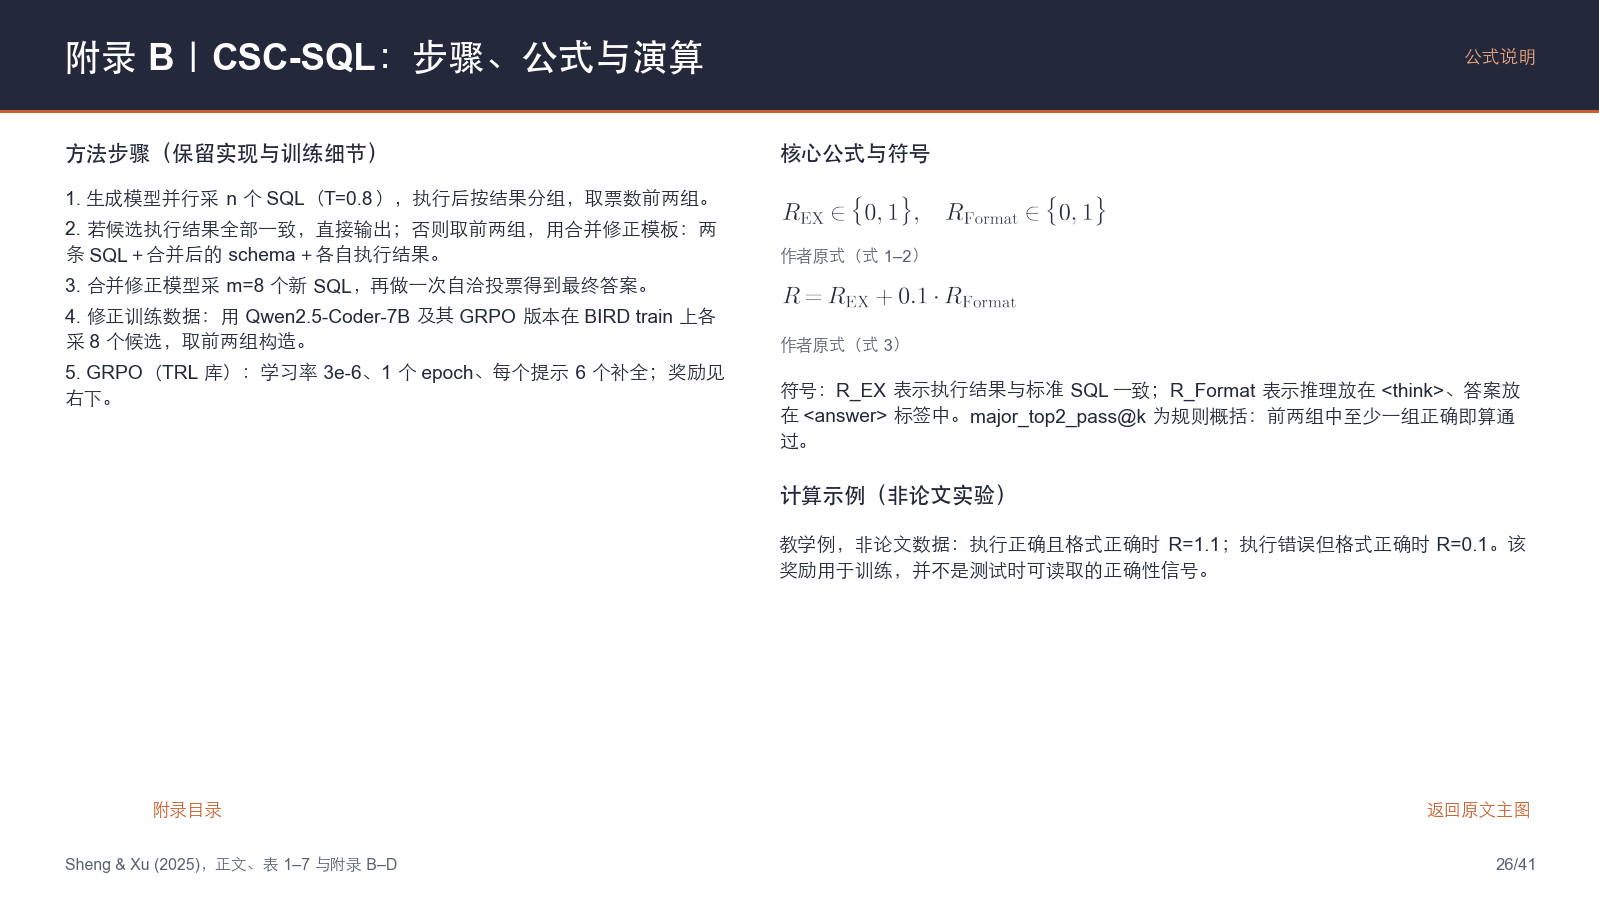 附录 B｜CSC-SQL：步骤、公式与演算
公式说明
方法步骤（保留实现与训练细节）
1. 生成模型并行采 n 个 SQL（T=0.8），执行后按结果分组，取票数前两组。
2. 若候选执行结果全部一致，直接输出；否则取前两组，用合并修正模板：两
条 SQL＋合并后的 schema＋各自执行结果。
3. 合并修正模型采 m=8 个新 SQL，再做一次自洽投票得到最终答案。
4. 修正训练数据：用 Qwen2.5-Coder-7B 及其 GRPO 版本在 BIRD train 上各
采 8 个候选，取前两组构造。
5. GRPO（TRL 库）：学习率 3e-6、1 个 epoch、每个提示 6 个补全；奖励见
右下。
核心公式与符号
R_EX ∈ {0, 1},  R_Format ∈ {0, 1}
作者原式（式 1–2）
R = R_EX + 0.1 · R_Format
作者原式（式 3）
符号：R_EX 表示执行结果与标准 SQL 一致；R_Format 表示推理放在 <think>、答案放
在 <answer> 标签中。major_top2_pass@k 为规则概括：前两组中至少一组正确即算通
过。
计算示例（非论文实验）
教学例，非论文数据：执行正确且格式正确时 R=1.1；执行错误但格式正确时 R=0.1。该
奖励用于训练，并不是测试时可读取的正确性信号。
附录目录
返回原文主图
Sheng & Xu (2025)，正文、表 1–7 与附录 B–D
26/41